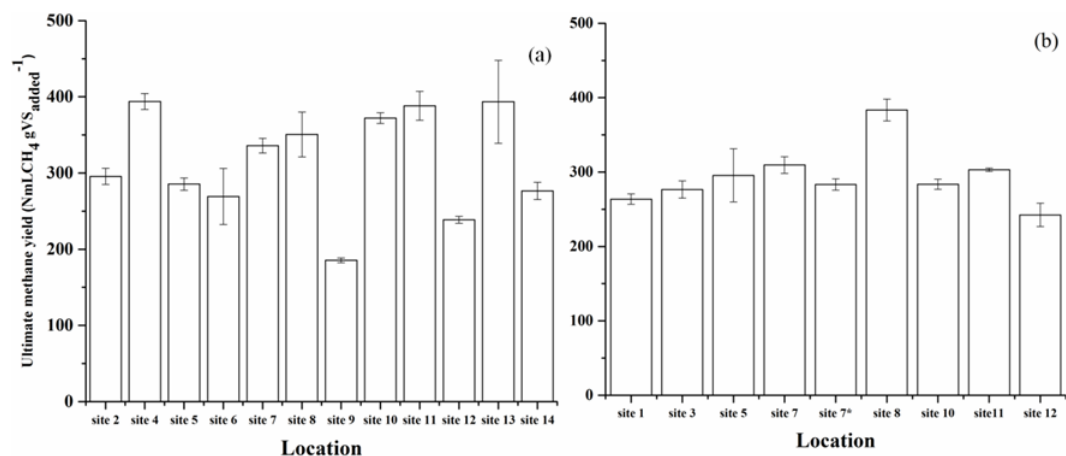 500
400
300
200
100
0
Ultimate methane yield (NmLCH4 gVSadded-1)
(a)
site 2 site 4 site 5 site 6 site 7 site 8 site 9 site 10 site 11 site 12 site 13 site 14
Location
500
400
300
200
100
0
(b)
site 1 site 3 site 5 site 7 site 7* site 8 site 10 site11 site 12
Location